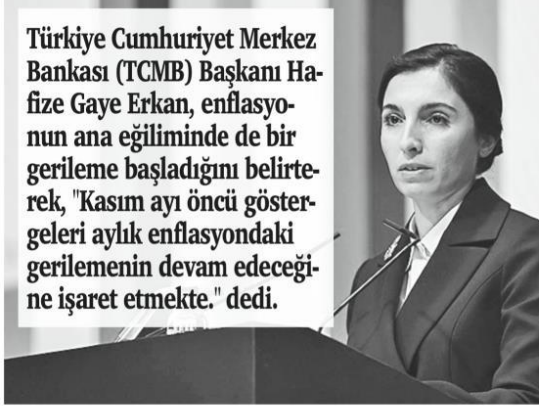 Türkiye Cumhuriyet Merkez
Bankası (TCMB) Başkanı Ha-
fize Gaye Erkan, enflasyo-
nun ana eğiliminde de bir
gerileme başladığını belirte-
rek, "Kasım ayı öncü göster-
geleri aylık enflasyondaki
gerilemenin devam edeceği-
ne işaret etmekte." dedi.